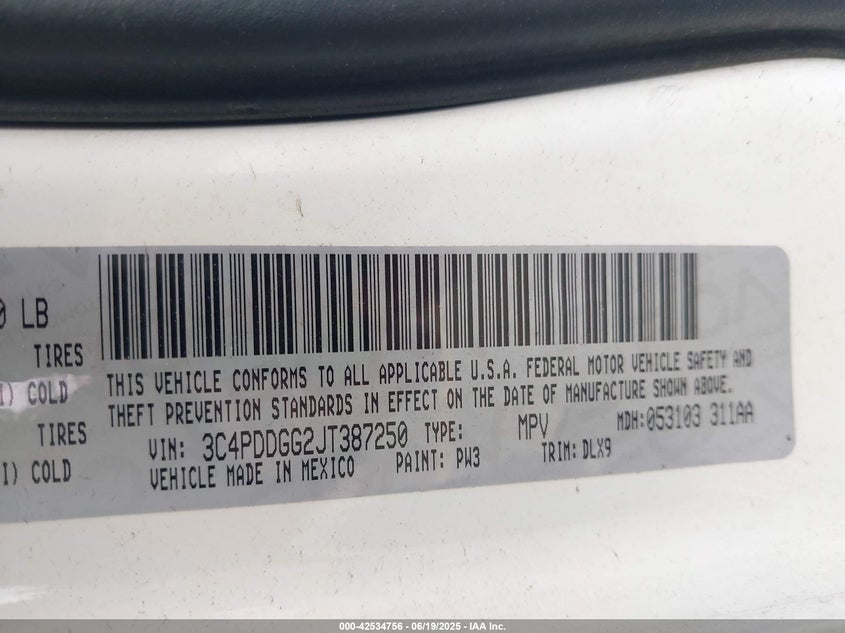 0 LB
TIRES
I) COLD
TIRES
I) COLD
THIS VEHICLE CONFORMS TO ALL APPLICABLE U.S.A. FEDERAL MOTOR VEHICLE SAFETY AND
THEFT PREVENTION STANDARDS IN EFFECT ON THE DATE OF MANUFACTURE SHOWN ABOVE.
VIN: 3C4PDDGG2JT387250 TYPE: MPV MDH:053103 311AA
VEHICLE MADE IN MEXICO PAINT: PW3 TRIM: DLX9
000-42534756 - 06/19/2025 - IAA Inc.